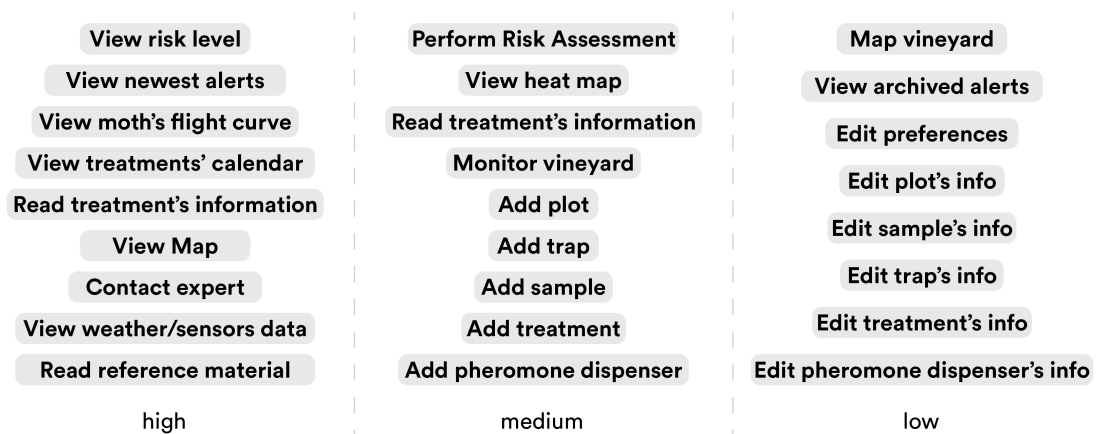 View risk level
View newest alerts
View moth’s flight curve
View treatments’ calendar
Read treatment’s information
View Map
Contact expert
View weather/sensors data
Read reference material
high
Perform Risk Assessment
View heat map
Read treatment’s information
Monitor vineyard
Add plot
Add trap
Add sample
Add treatment
Add pheromone dispenser
medium
Map vineyard
View archived alerts
Edit preferences
Edit plot’s info
Edit sample’s info
Edit trap’s info
Edit treatment’s info
Edit pheromone dispenser’s info
low